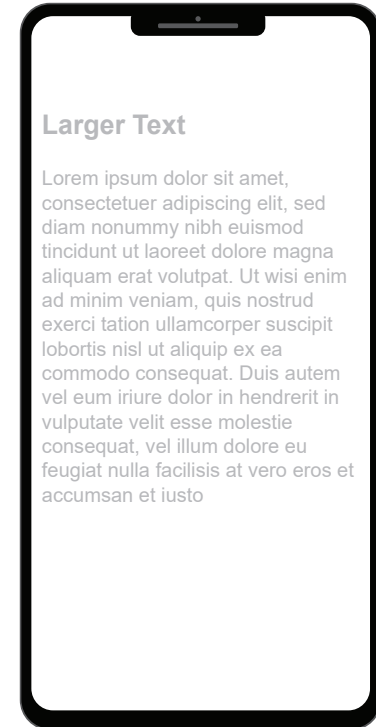 Larger Text
Lorem ipsum dolor sit amet,
consectetuer adipiscing elit, sed
diam nonummy nibh euismod
tincidunt ut laoreet dolore magna
aliquam erat volutpat. Ut wisi enim
ad minim veniam, quis nostrud
exerci tation ullamcorper suscipit
lobortis nisl ut aliquip ex ea
commodo consequat. Duis autem
vel eum iriure dolor in hendrerit in
vulputate velit esse molestie
consequat, vel illum dolore eu
feugiat nulla facilisis at vero eros et
accumsan et iusto